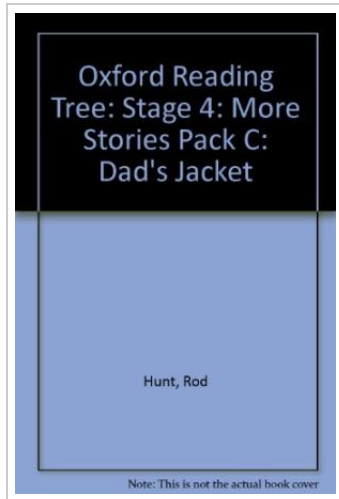 Oxford Reading
Tree: Stage 4: More
Stories Pack C:
Dad's Jacket
Hunt, Rod
Note: This is not the actual book cover